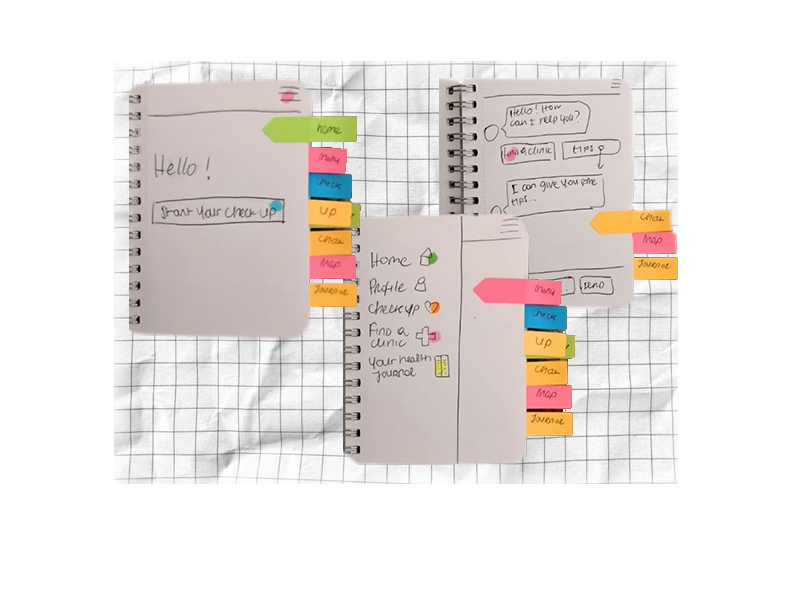 Home
Hello !
Start your check up
Menu
check
up
Chat
Map
Journal
Hello! How
can I help you?
find a clinic
tips
I can give you some
tips...
send
Chat
Map
Journal
Home
Profile
checkup
Find a
clinic
Your health
Journal
Menu
check
up
Chat
Map
Journal